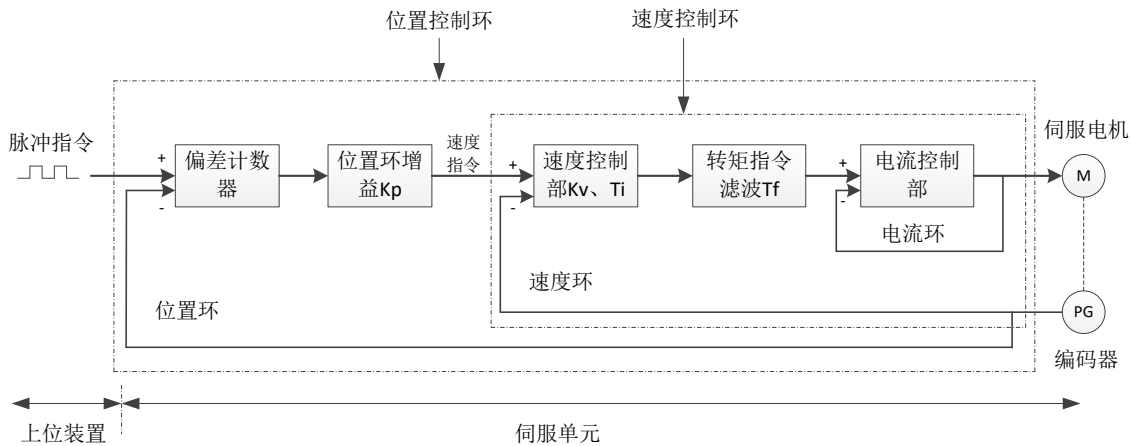 位置控制环
速度控制环
脉冲指令
+
-
偏差计数
器
位置环增
益Kp
速度
指令
+
-
速度控制
部Kv、Ti
转矩指令
滤波Tf
+
-
电流控制
部
伺服电机
M
电流环
速度环
位置环
PG
编码器
上位装置
伺服单元